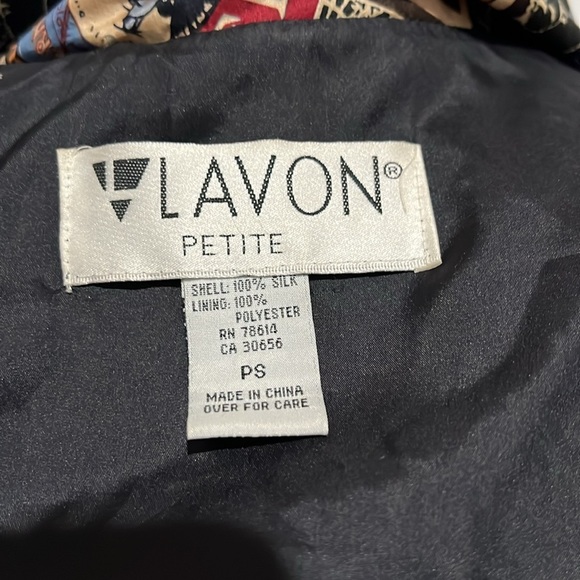 LAVON®
PETITE
SHELL: 100% SILK
LINING: 100%
POLYESTER
RN 78614
CA 30656
PS
MADE IN CHINA
OVER FOR CARE